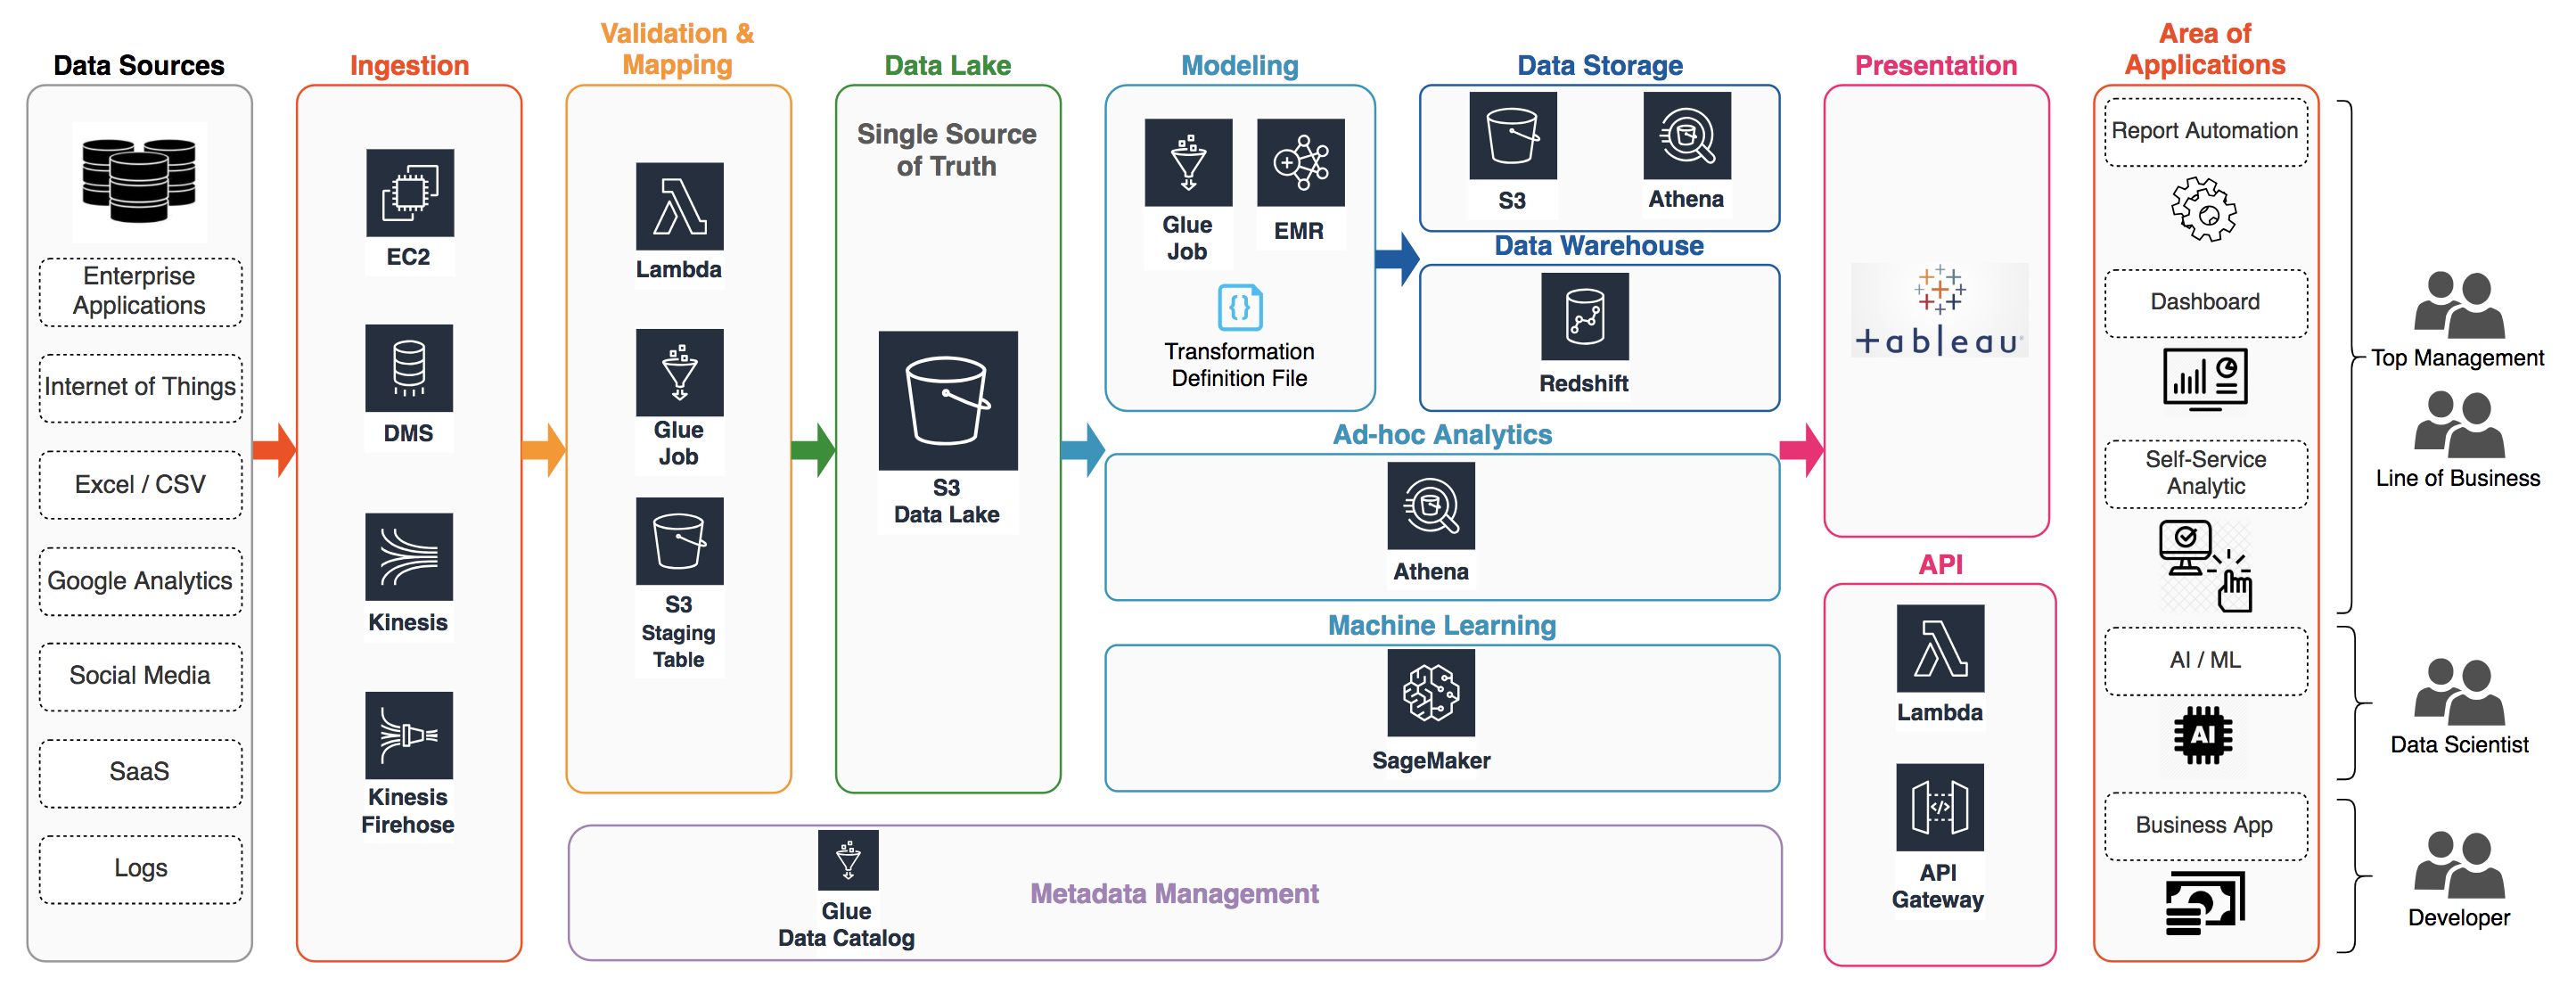 Data Sources
Enterprise
Applications
Internet of Things
Excel / CSV
Google Analytics
Social Media
SaaS
Logs
Ingestion
EC2
DMS
Kinesis
Kinesis
Firehose
Validation &
Mapping
Lambda
Glue
Job
S3
Staging
Table
Data Lake
Single Source
of Truth
S3
Data Lake
Modeling
Glue
Job
EMR
{}
Transformation
Definition File
Data Storage
S3
Athena
Data Warehouse
Redshift
Ad-hoc Analytics
Athena
Machine Learning
SageMaker
Glue
Data Catalog
Metadata Management
Presentation
+ableau
API
Lambda
</>
API
Gateway
Area of
Applications
Report Automation
Dashboard
Self-Service
Analytic
AI / ML
AI
Business App
Top Management
Line of Business
Data Scientist
Developer